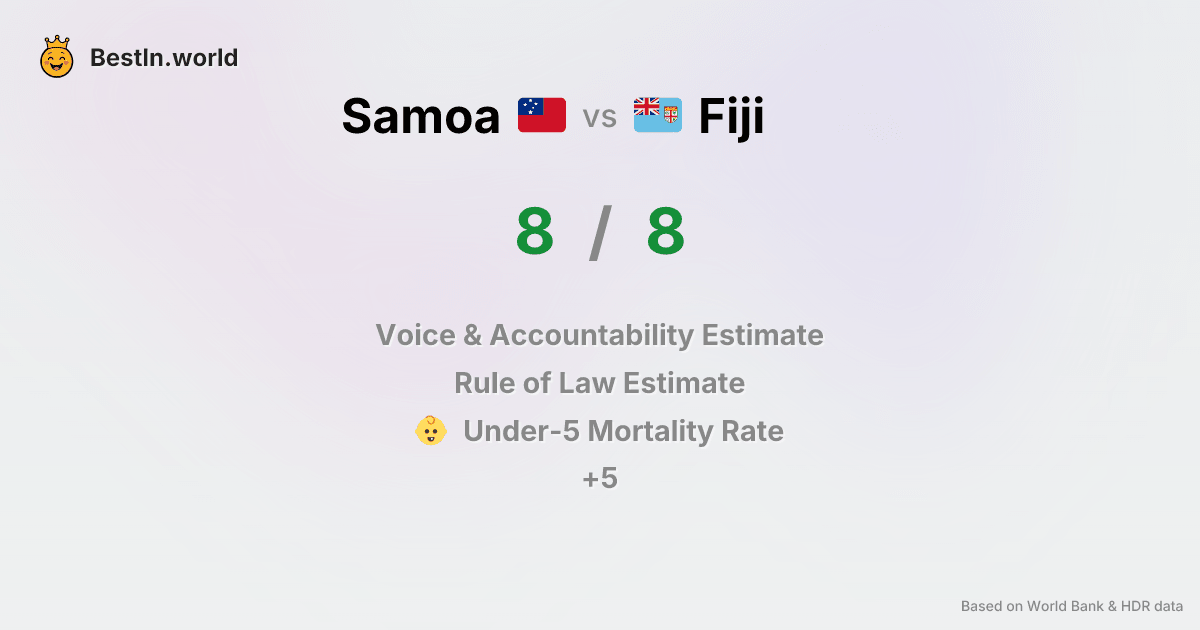 BestIn.world
Samoa vs Fiji
8 / 8
Voice & Accountability Estimate
Rule of Law Estimate
Under-5 Mortality Rate
+5
Based on World Bank & HDR data